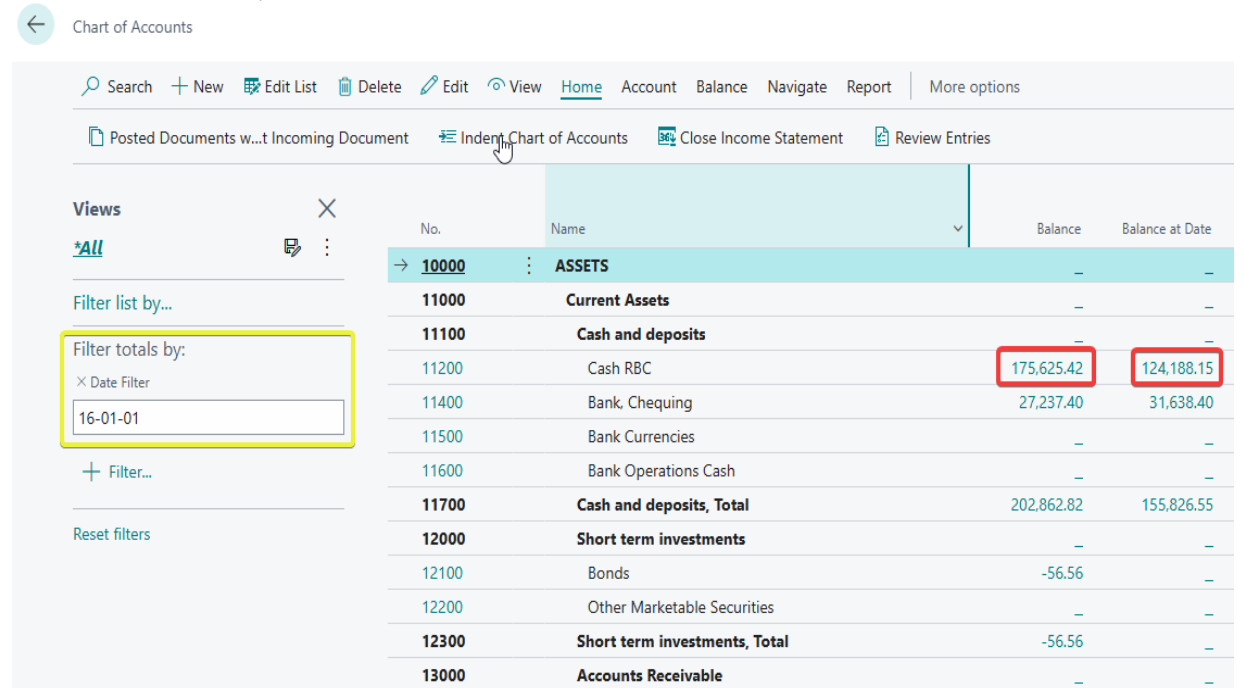 Chart of Accounts
Search New Edit List Delete Edit View Home Account Balance Navigate Report More options
Posted Documents w...t Incoming Document Indent Chart of Accounts Close Income Statement Review Entries
Views
*All
Filter list by...
Filter totals by:
× Date Filter
16-01-01
+ Filter...
Reset filters
No. Name Balance Balance at Date
→ 10000 ⋮ ASSETS _ _
11000 Current Assets _ _
11100 Cash and deposits _ _
11200 Cash RBC 175,625.42 124,188.15
11400 Bank, Chequing 27,237.40 31,638.40
11500 Bank Currencies _ _
11600 Bank Operations Cash _ _
11700 Cash and deposits, Total 202,862.82 155,826.55
12000 Short term investments _ _
12100 Bonds -56.56 _
12200 Other Marketable Securities _ _
12300 Short term investments, Total -56.56 _
13000 Accounts Receivable _ _